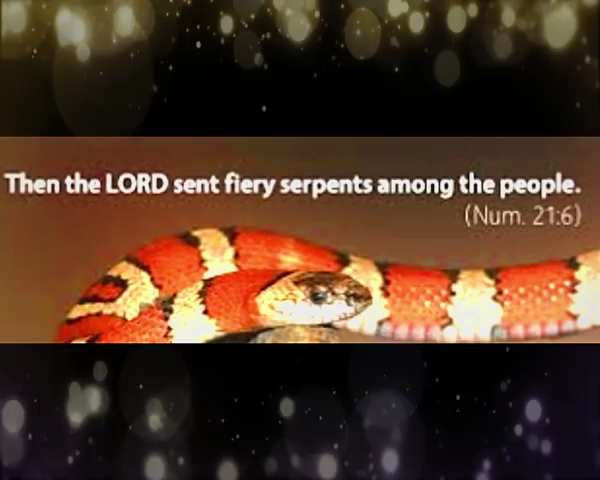 Then the LORD sent fiery serpents among the people.
(Num. 21:6)